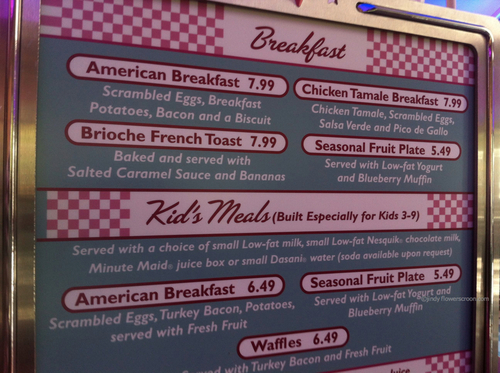 Breakfast
American Breakfast 7.99
Scrambled Eggs, Breakfast
Potatoes, Bacon and a Biscuit
Brioche French Toast 7.99
Baked and served with
Salted Caramel Sauce and Bananas
Chicken Tamale Breakfast 7.99
Chicken Tamale, Scrambled Eggs,
Salsa Verde and Pico de Gallo
Seasonal Fruit Plate 5.49
Served with Low-fat Yogurt
and Blueberry Muffin
Kid's Meals (Built Especially for Kids 3-9)
Served with a choice of small Low-fat milk, small Low-fat Nesquik® chocolate milk,
Minute Maid® juice box or small Dasani® water (soda available upon request)
American Breakfast 6.49
Scrambled Eggs, Turkey Bacon, Potatoes,
served with Fresh Fruit
Seasonal Fruit Plate 5.49
Served with Low-fat Yogurt and
Blueberry Muffin
Waffles 6.49
Served with Turkey Bacon and Fresh Fruit
Juice